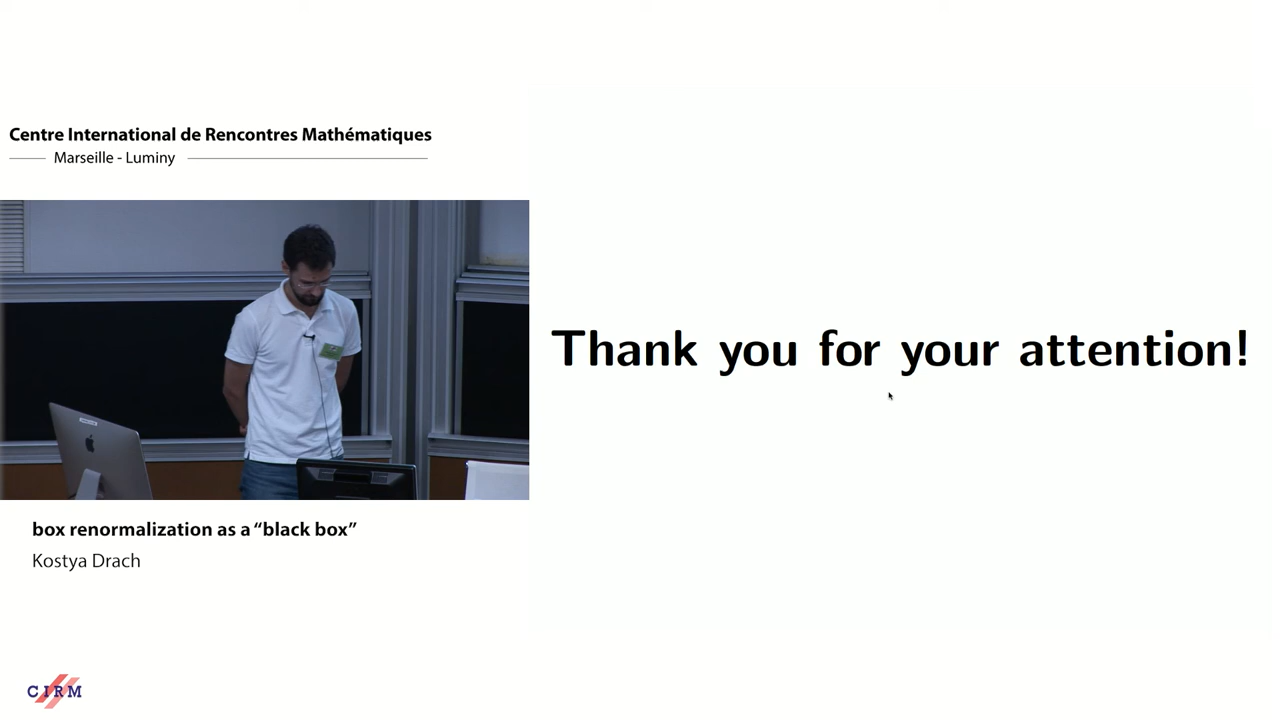 Centre International de Rencontres Mathématiques
Marseille - Luminy
Thank you for your attention!
box renormalization as a “black box”
Kostya Drach
CIRM